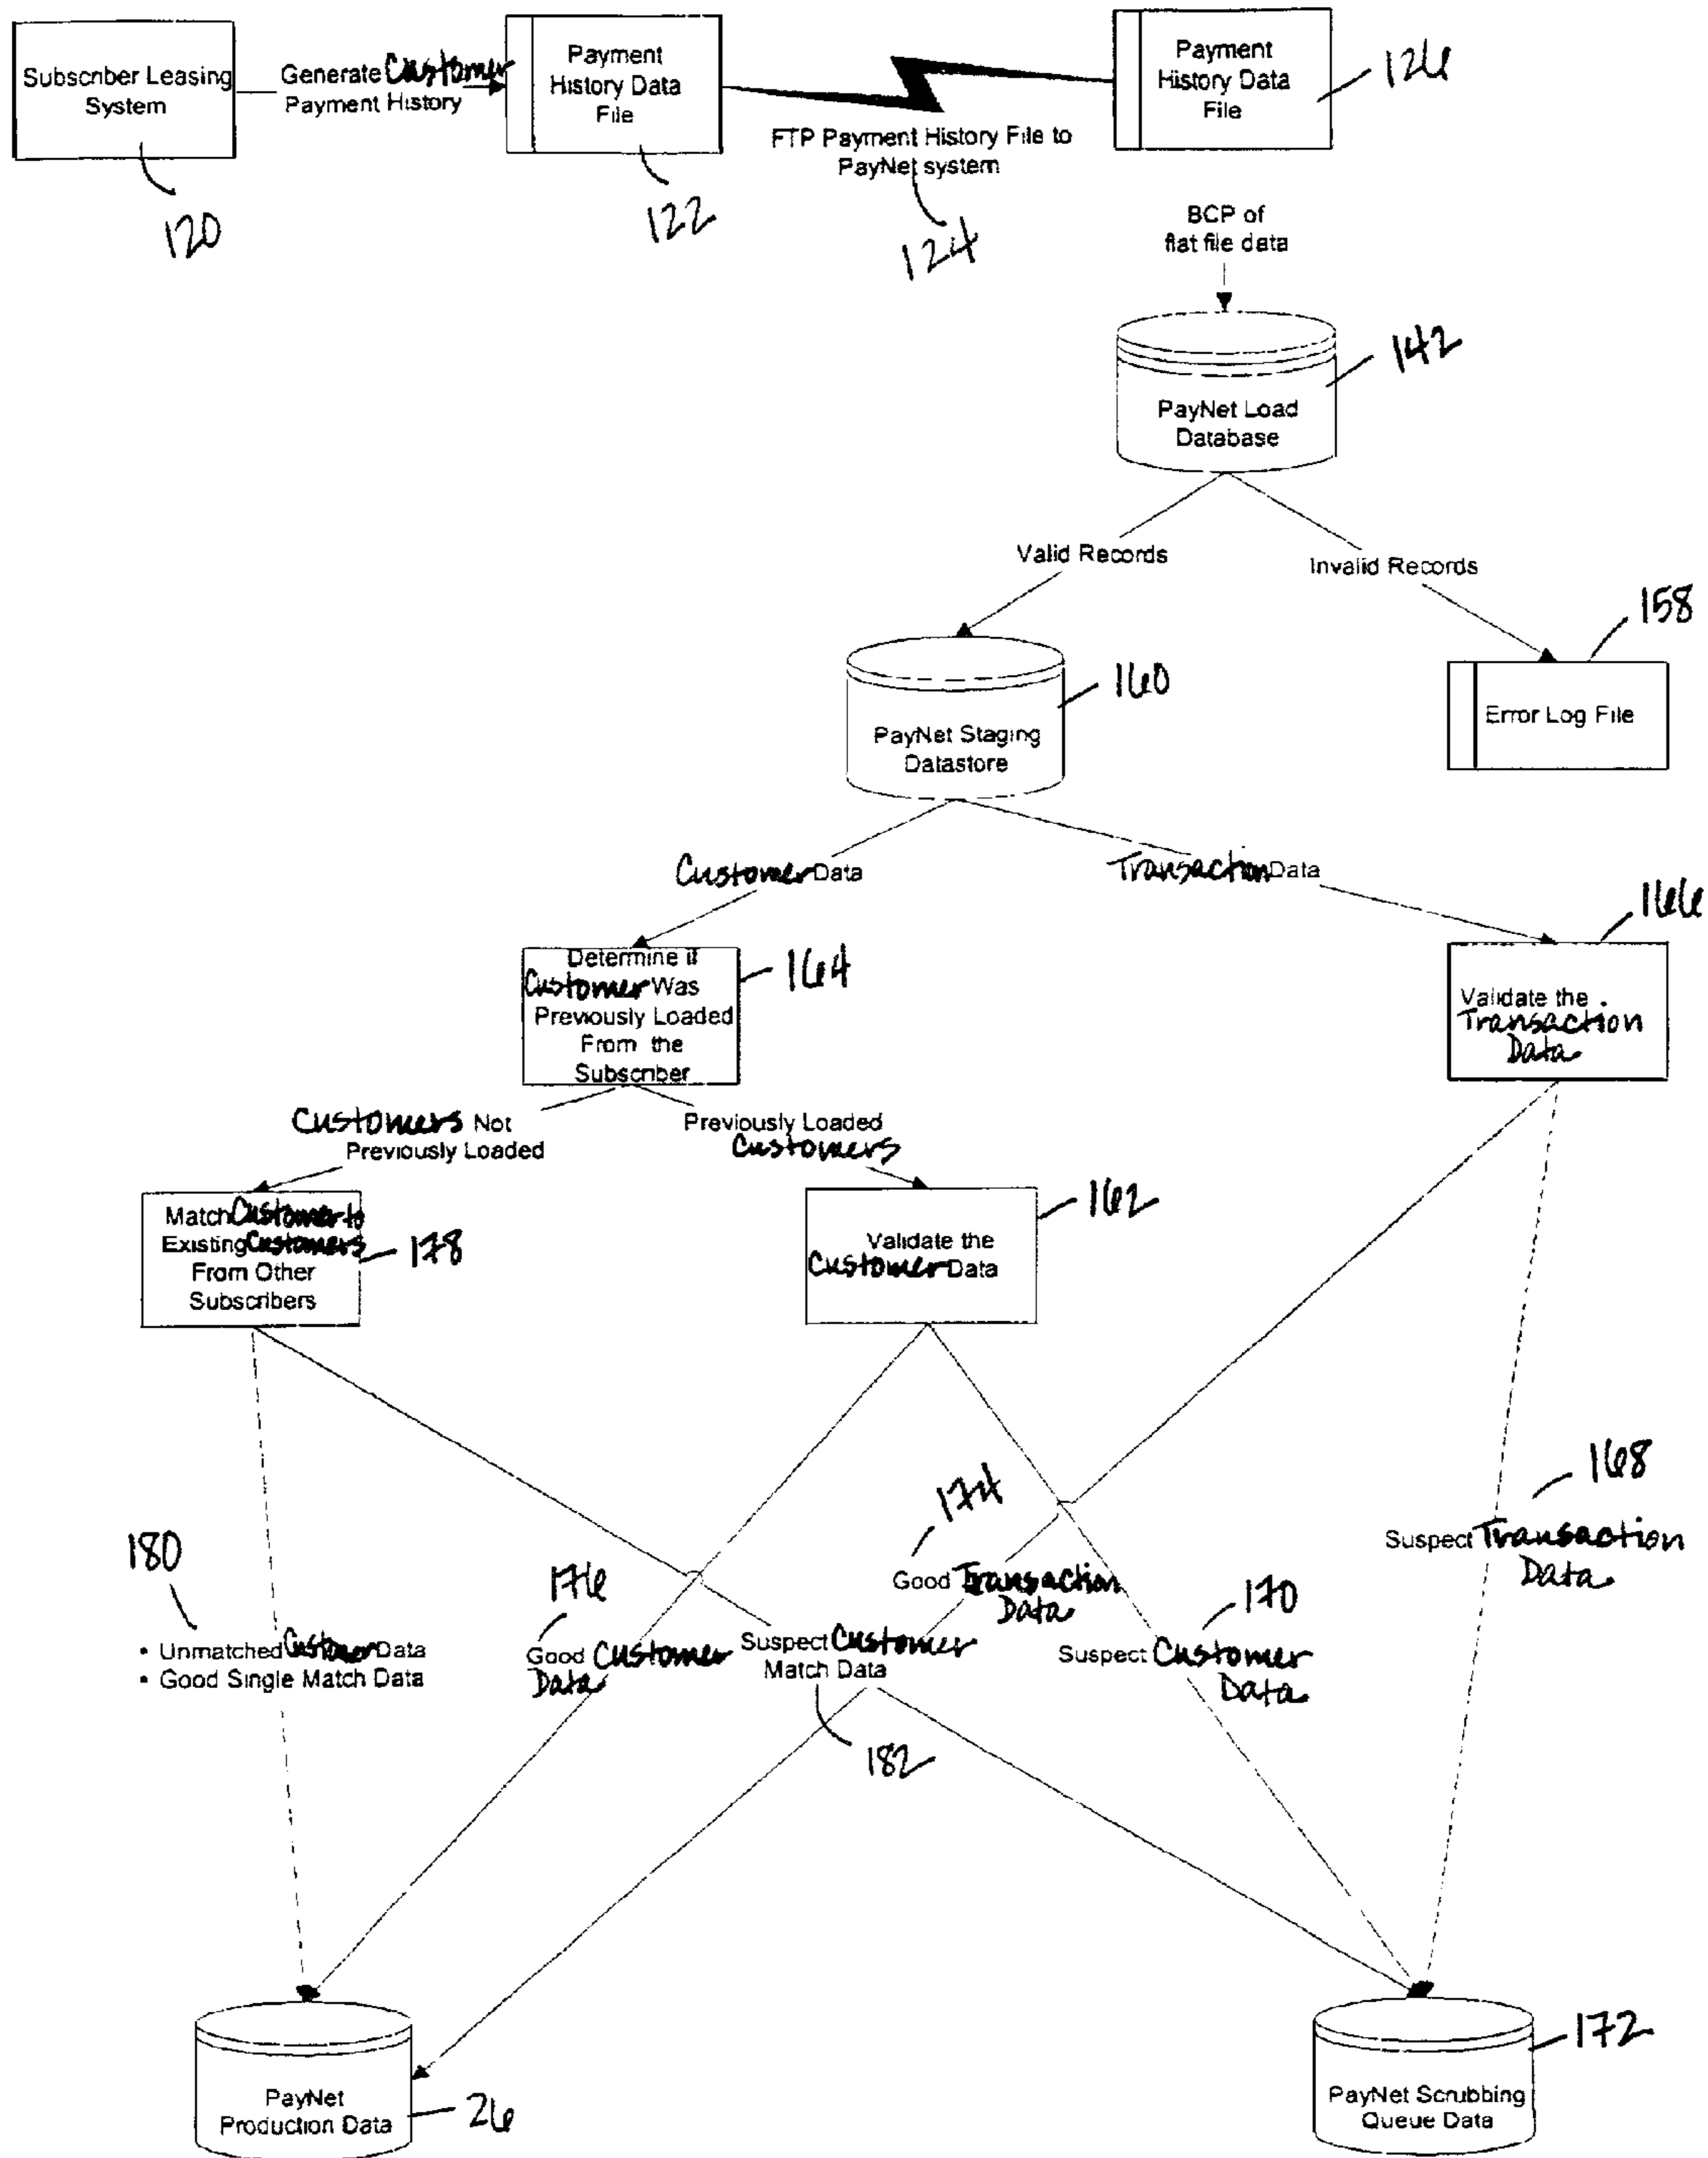 Subscriber Leasing
System
120
Generate Customer
Payment History
Payment
History Data
File
122
FTP Payment History File to
PayNet system
124
Payment
History Data
File
126
BCP of
flat file data
PayNet Load
Database
142
Valid Records
Invalid Records
158
Error Log File
PayNet Staging
Datastore
160
Customer Data
Transaction Data
Determine if
Customer Was
Previously Loaded
From the
Subscriber
164
166
Validate the
Transaction
Data
Customers Not
Previously Loaded
Previously Loaded
Customers
Match Customer to
Existing Customers
From Other
Subscribers
178
Validate the
Customer Data
162
168
Suspect Transaction
Data
180
• Unmatched Customer Data
• Good Single Match Data
176
Good Customer
Data
174
Good Transaction
Data
Suspect Customer
Match Data
182
170
Suspect Customer
Data
PayNet
Production Data
26
PayNet Scrubbing
Queue Data
172